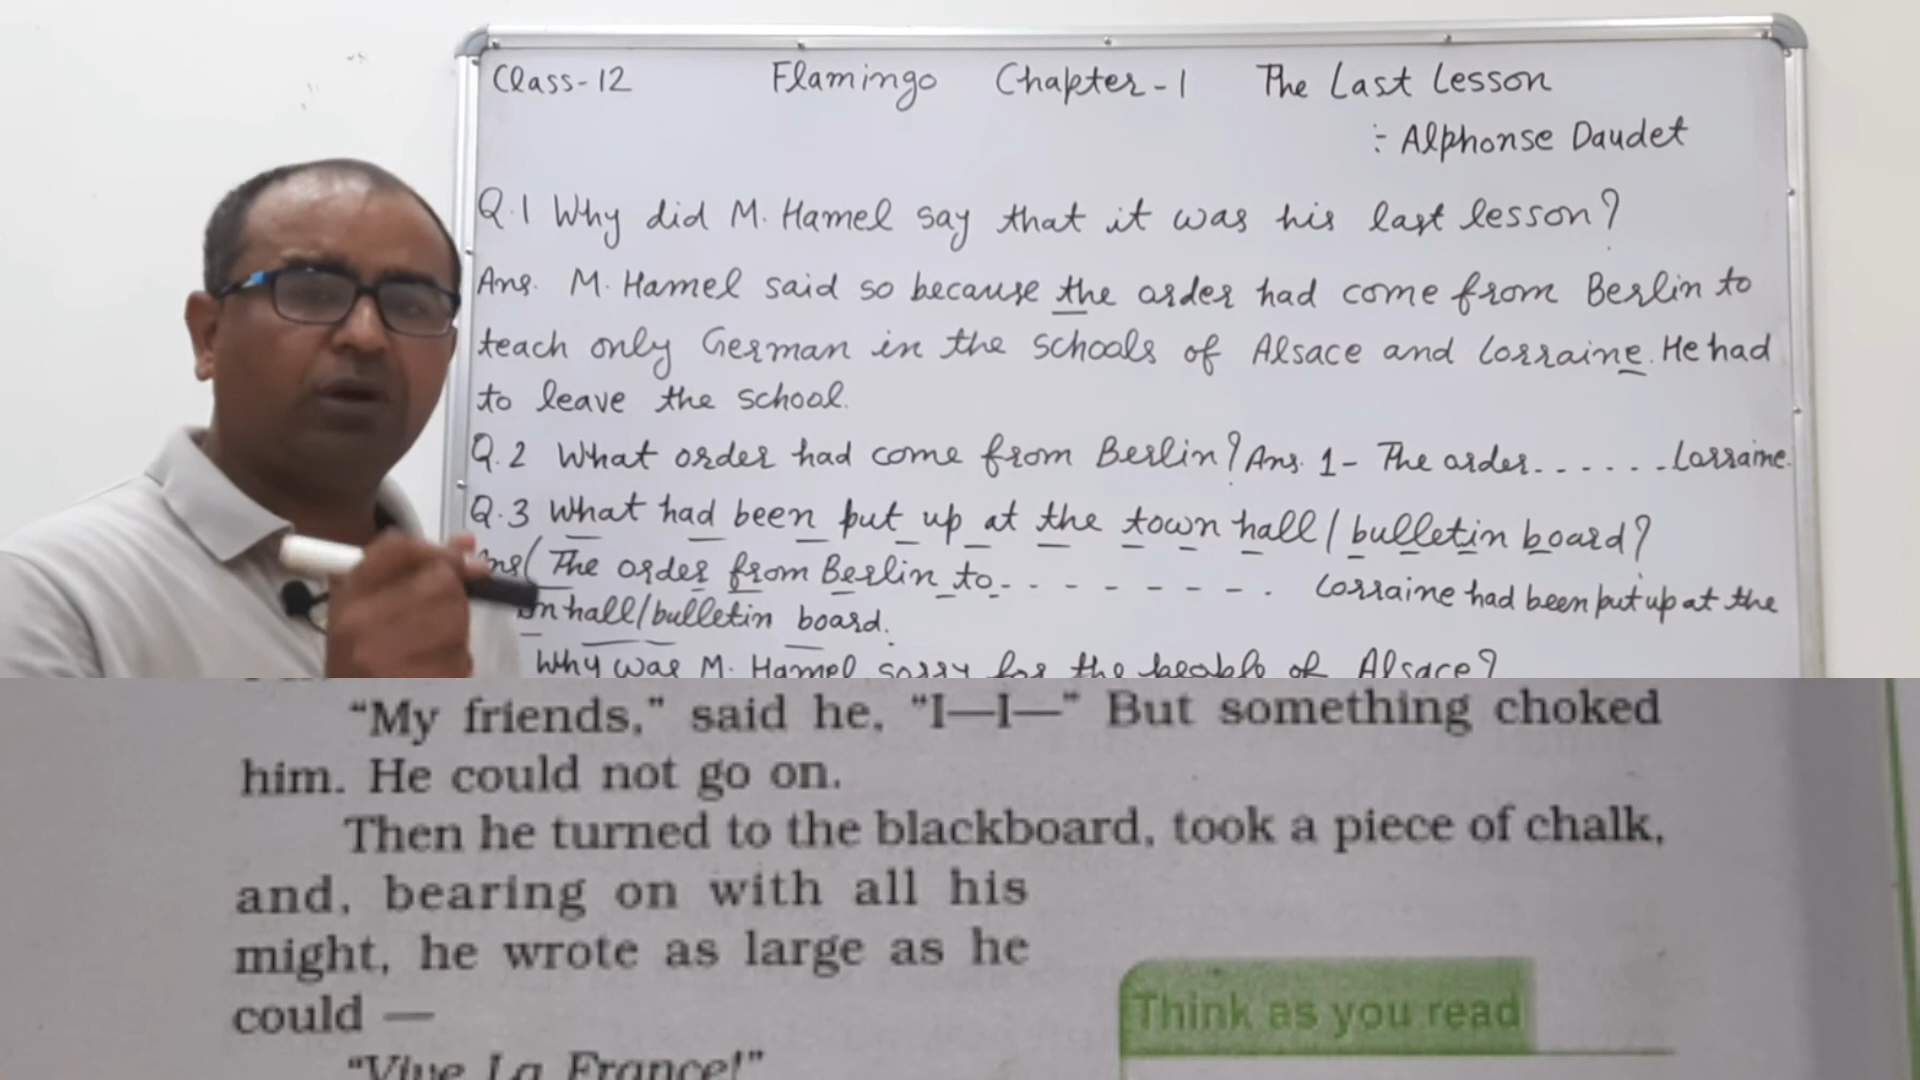 Class-12 Flamingo Chapter-1 The Last Lesson
:- Alphonse Daudet
Q.1 Why did M. Hamel say that it was his last lesson?
Ans. M. Hamel said so because the order had come from Berlin to
teach only German in the schools of Alsace and Lorraine. He had
to leave the school.
Q.2 What order had come from Berlin? Ans. 1- The order....... Lorraine.
Q.3 What had been put up at the town hall / bulletin board?
The order from Berlin to- - - - - - - - - . Lorraine had been put up at the
hall/bulletin board.
Why was M. Hamel sorry for the people of Alsace?
“My friends,” said he, “I—I—” But something choked
him. He could not go on.
Then he turned to the blackboard, took a piece of chalk,
and, bearing on with all his
might, he wrote as large as he
could —
“Vive La France!”
Think as you read